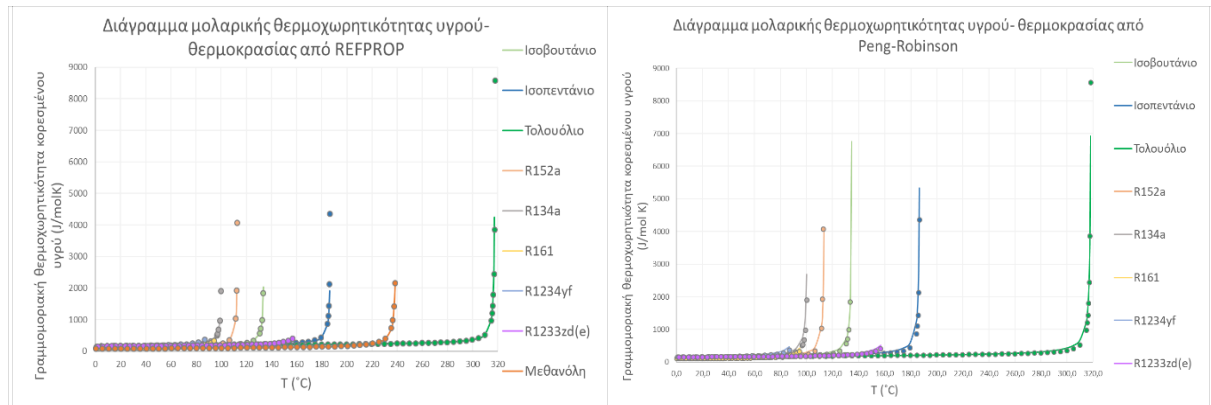 Διάγραμμα μολαρικής θερμοχωρητικότητας υγρού-
θερμοκρασίας από REFPROP
Γραμμομοριακή θερμοχωρητικότητα κορεσμένου
υγρύ (J/molK)
9000
8000
7000
6000
5000
4000
3000
2000
1000
0
0 20 40 60 80 100 120 140 160 180 200 220 240 260 280 300 320
T (˚C)
Ισοβουτάνιο
Ισοπεντάνιο
Τολουόλιο
R152a
R134a
R161
R1234yf
R1233zd(e)
Μεθανόλη
Διάγραμμα μολαρικής θερμοχωρητικότητας υγρού- θερμοκρασίας από
Peng-Robinson
Γραμμομοριακή θερμοχωρητικότητα κορεσμένου υγρού
(J/mol K)
9000
8000
7000
6000
5000
4000
3000
2000
1000
0
0,0 20,0 40,0 60,0 80,0 100,0 120,0 140,0 160,0 180,0 200,0 220,0 240,0 260,0 280,0 300,0 320,0
T (˚C)
Ισοβουτάνιο
Ισοπεντάνιο
Τολουόλιο
R152a
R134a
R161
R1234yf
R1233zd(e)